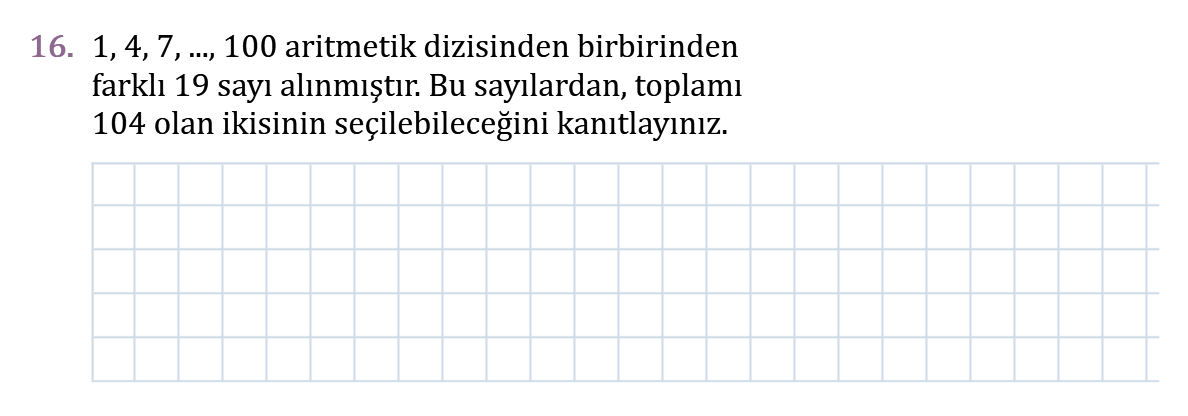 16. 1, 4, 7, ..., 100 aritmetik dizisinden birbirinden
farklı 19 sayı alınmıştır. Bu sayılardan, toplamı
104 olan ikisinin seçilebileceğini kanıtlayınız.